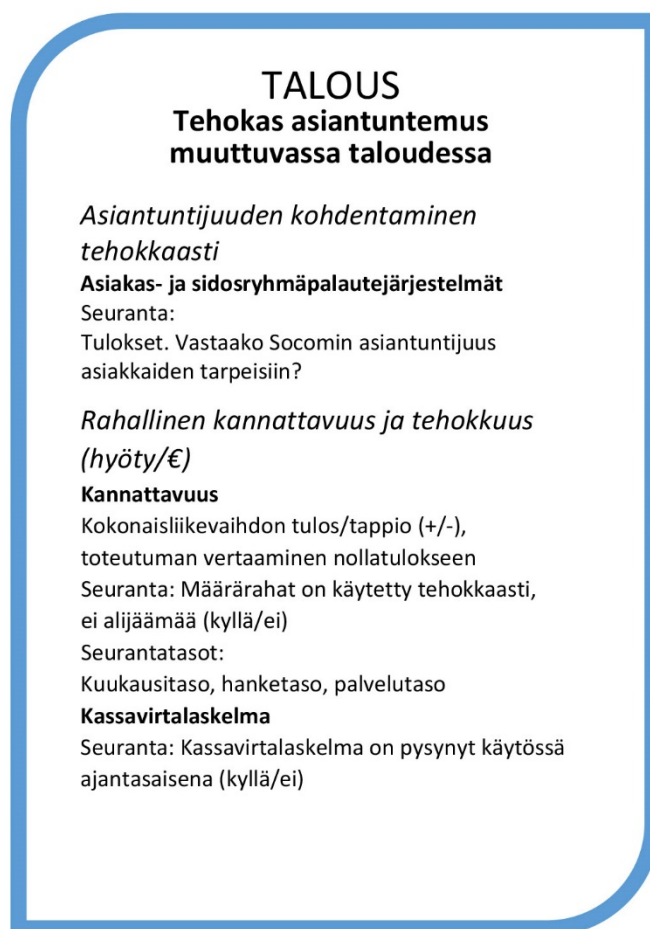 TALOUS
Tehokas asiantuntemus
muuttuvassa taloudessa
Asiantuntijuuden kohdentaminen
tehokkaasti
Asiakas- ja sidosryhmäpalautejärjestelmät
Seuranta:
Tulokset. Vastaako Socomin asiantuntijuus
asiakkaiden tarpeisiin?
Rahallinen kannattavuus ja tehokkuus
(hyöty/€)
Kannattavuus
Kokonaisliikevaihdon tulos/tappio (+/-),
toteutuman vertaaminen nollatulokseen
Seuranta: Määrärahat on käytetty tehokkaasti,
ei alijäämää (kyllä/ei)
Seurantatasot:
Kuukausitaso, hanketaso, palvelutaso
Kassavirtalaskelma
Seuranta: Kassavirtalaskelma on pysynyt käytössä
ajantasaisena (kyllä/ei)